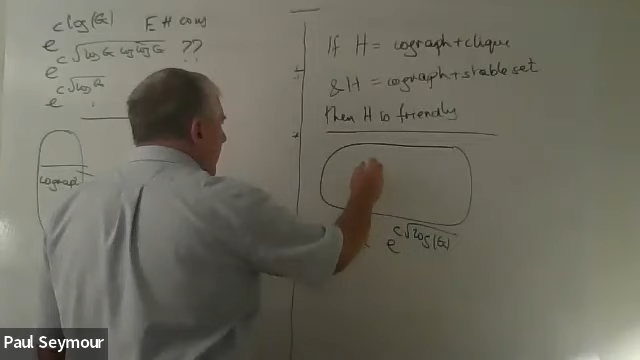 e^{c log|G|} E H conj
e^{c√log G log log G} ??
e^{c√log G}
cograph
If H = cograph + clique
& H = cograph + stable set
then H is friendly
e^{c√log|G|}
Paul Seymour